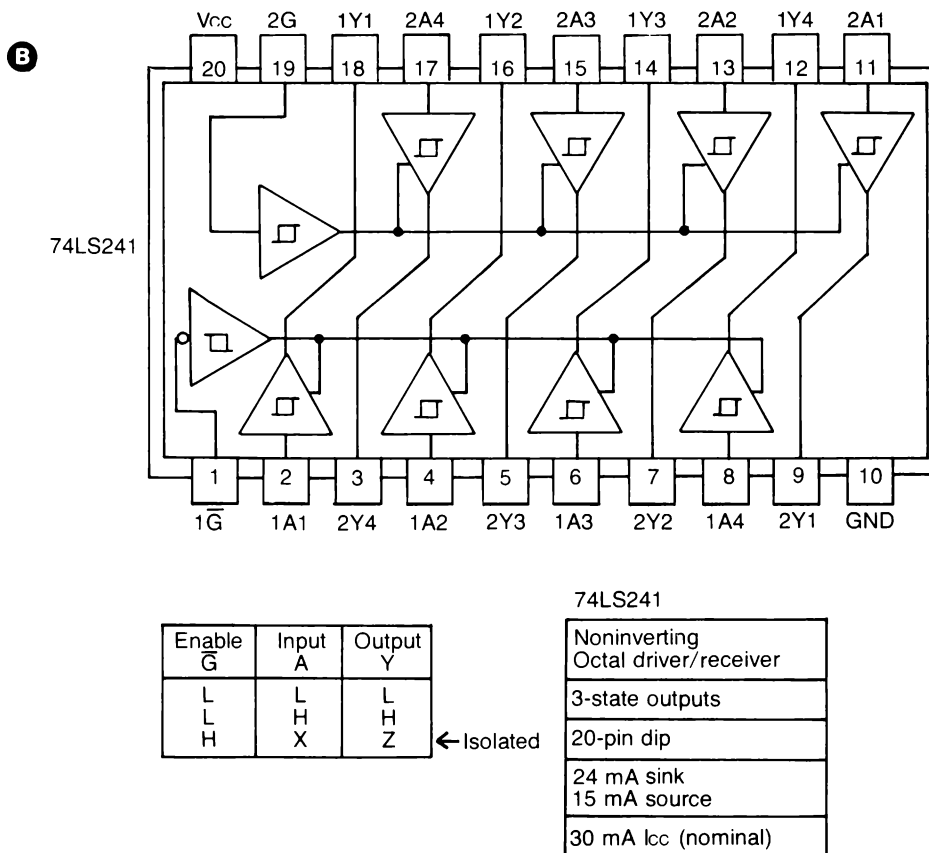 B
Vcc 2G 1Y1 2A4 1Y2 2A3 1Y3 2A2 1Y4 2A1
20 19 18 17 16 15 14 13 12 11
74LS241
1 2 3 4 5 6 7 8 9 10
1G̅ 1A1 2Y4 1A2 2Y3 1A3 2Y2 1A4 2Y1 GND
74LS241
Enable Input Output
G̅ A Y
L L L
L H H
H X Z ← Isolated
Noninverting
Octal driver/receiver
3-state outputs
20-pin dip
24 mA sink
15 mA source
30 mA Icc (nominal)